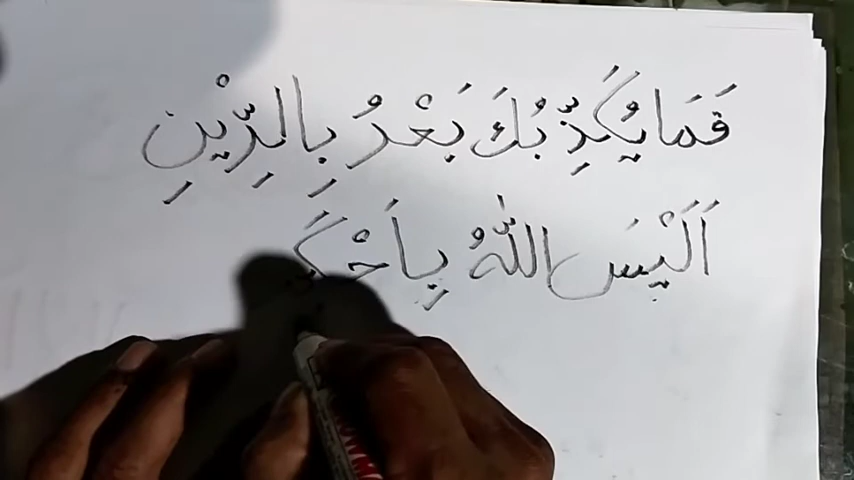 فَمَا يُكَذِّبُكَ بَعْدُ بِالدِّيْنِ
اَلَيْسَ اللّٰهُ بِاَحْكَ